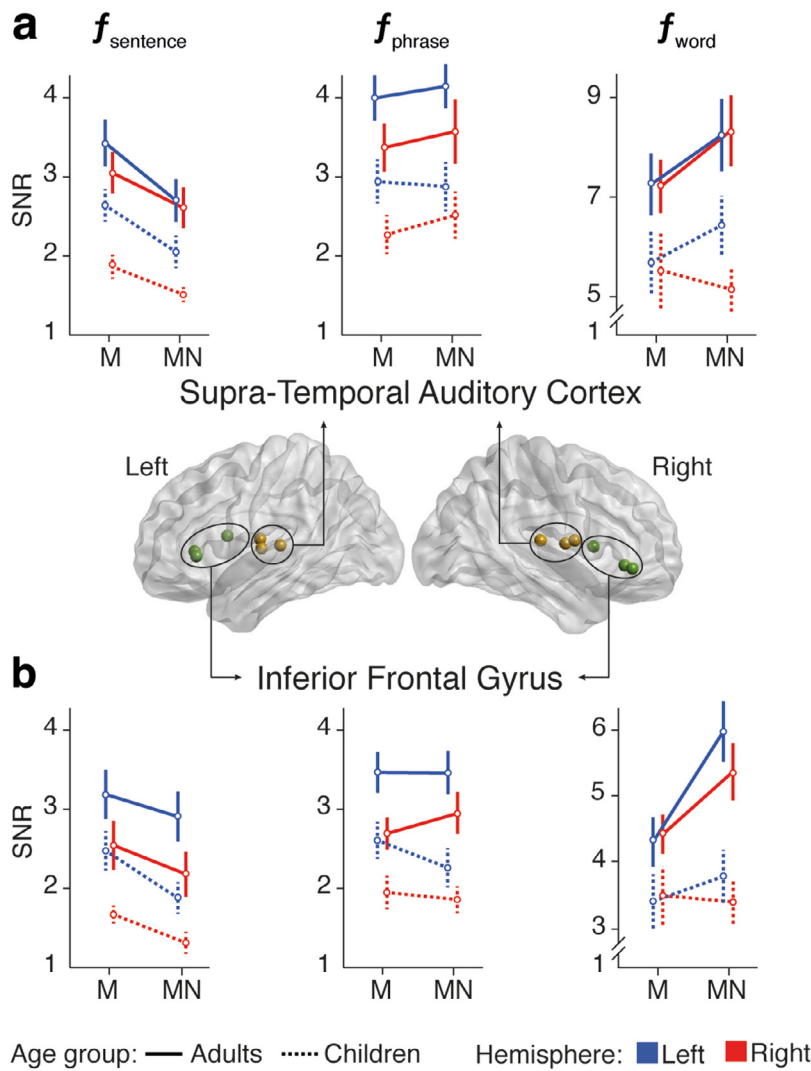 a
f sentence f phrase f word
4 4 9
3 3 7
2 2 5
1 1 1
SNR
M MN M MN M MN
Supra-Temporal Auditory Cortex
Left Right
b Inferior Frontal Gyrus
4 4 6
3 3 5
2 2 4
1 1 3
1
SNR
M MN M MN M MN
Age group: Adults Children Hemisphere: Left Right